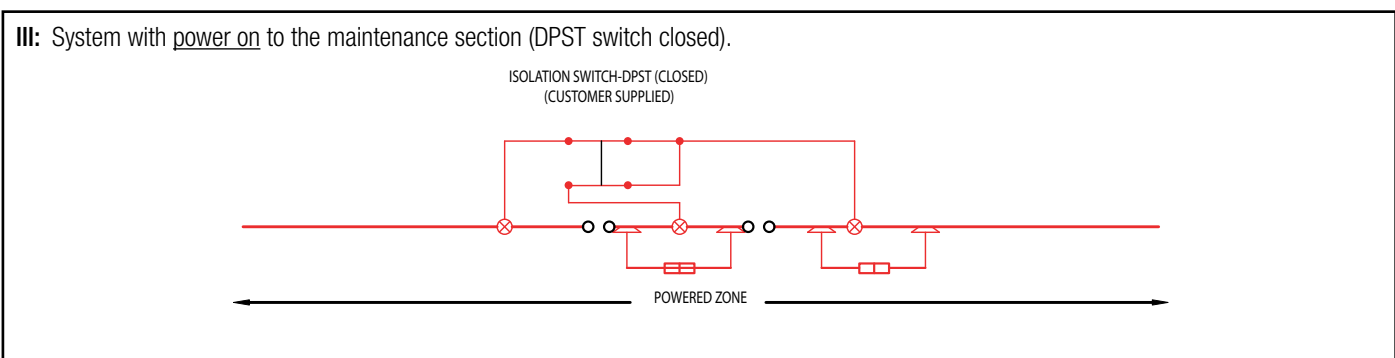 III: System with power on to the maintenance section (DPST switch closed).
ISOLATION SWITCH-DPST (CLOSED)
(CUSTOMER SUPPLIED)
POWERED ZONE